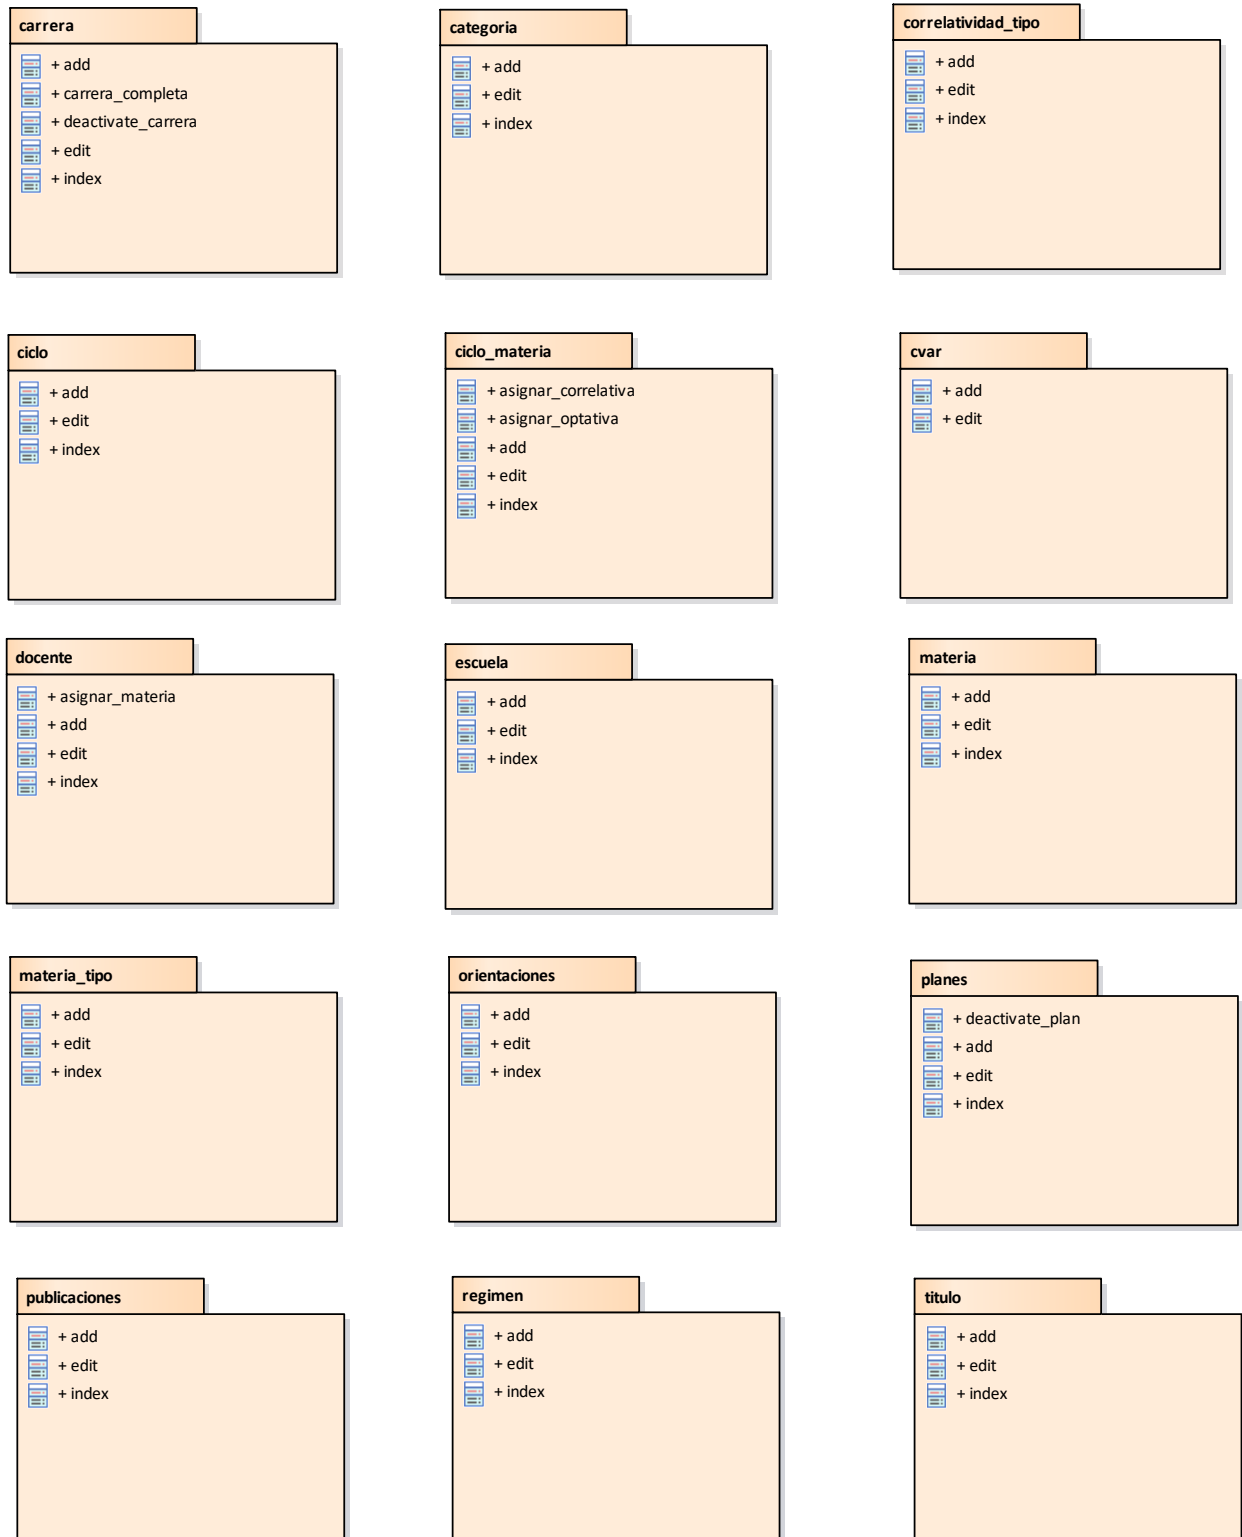 carrera
+ add
+ carrera_completa
+ deactivate_carrera
+ edit
+ index
categoria
+ add
+ edit
+ index
correlatividad_tipo
+ add
+ edit
+ index
ciclo
+ add
+ edit
+ index
ciclo_materia
+ asignar_correlativa
+ asignar_optativa
+ add
+ edit
+ index
cvar
+ add
+ edit
docente
+ asignar_materia
+ add
+ edit
+ index
escuela
+ add
+ edit
+ index
materia
+ add
+ edit
+ index
materia_tipo
+ add
+ edit
+ index
orientaciones
+ add
+ edit
+ index
planes
+ deactivate_plan
+ add
+ edit
+ index
publicaciones
+ add
+ edit
+ index
regimen
+ add
+ edit
+ index
titulo
+ add
+ edit
+ index